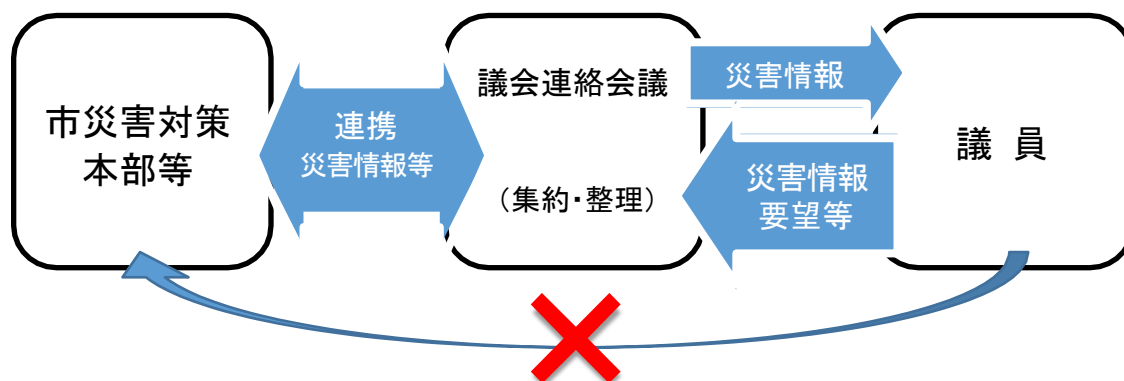 市災害対策
本部等
連携
災害情報等
議会連絡会議
（集約・整理）
災害情報
災害情報
要望等
議 員